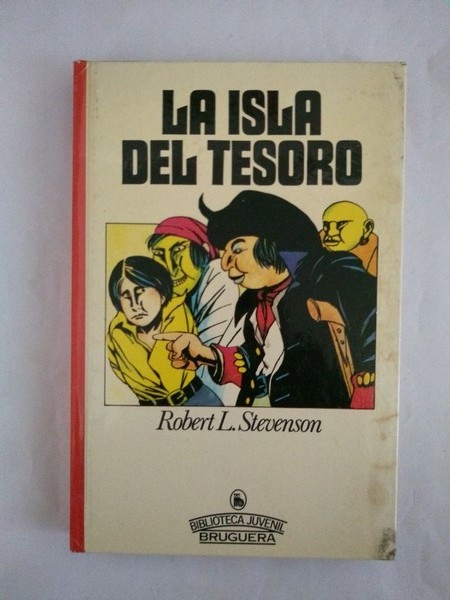 LA ISLA
DEL TESORO
Robert L. Stevenson
BIBLIOTECA JUVENIL
BRUGUERA